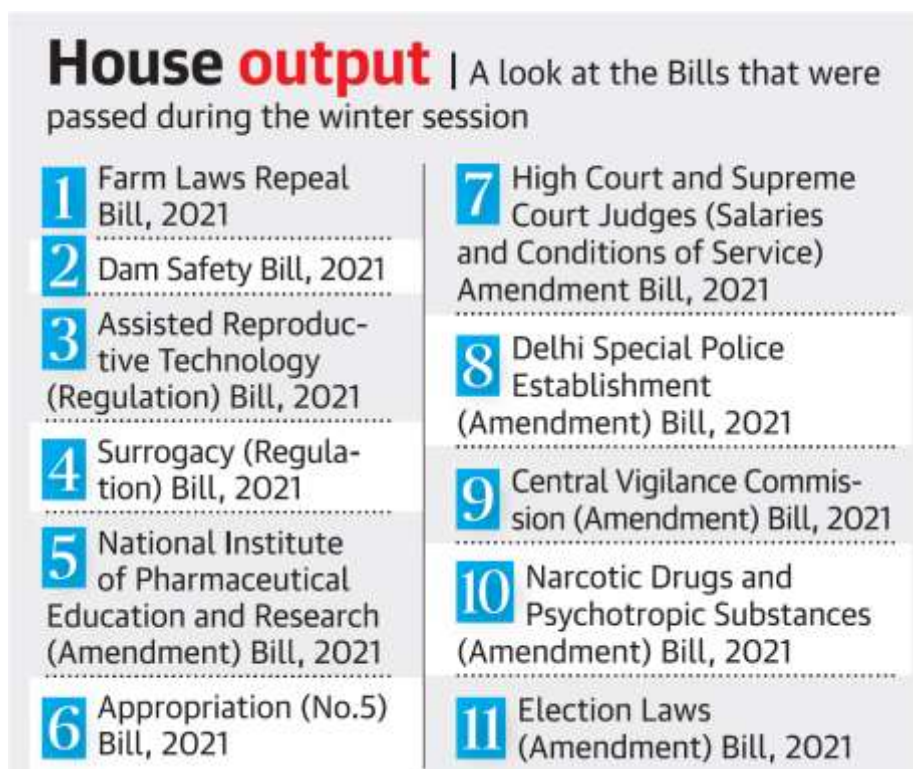 House output | A look at the Bills that were
passed during the winter session
1 Farm Laws Repeal
Bill, 2021
2 Dam Safety Bill, 2021
3 Assisted Reproduc-
tive Technology
(Regulation) Bill, 2021
4 Surrogacy (Regula-
tion) Bill, 2021
5 National Institute
of Pharmaceutical
Education and Research
(Amendment) Bill, 2021
6 Appropriation (No.5)
Bill, 2021
7 High Court and Supreme
Court Judges (Salaries
and Conditions of Service)
Amendment Bill, 2021
8 Delhi Special Police
Establishment
(Amendment) Bill, 2021
9 Central Vigilance Commis-
sion (Amendment) Bill, 2021
10 Narcotic Drugs and
Psychotropic Substances
(Amendment) Bill, 2021
11 Election Laws
(Amendment) Bill, 2021